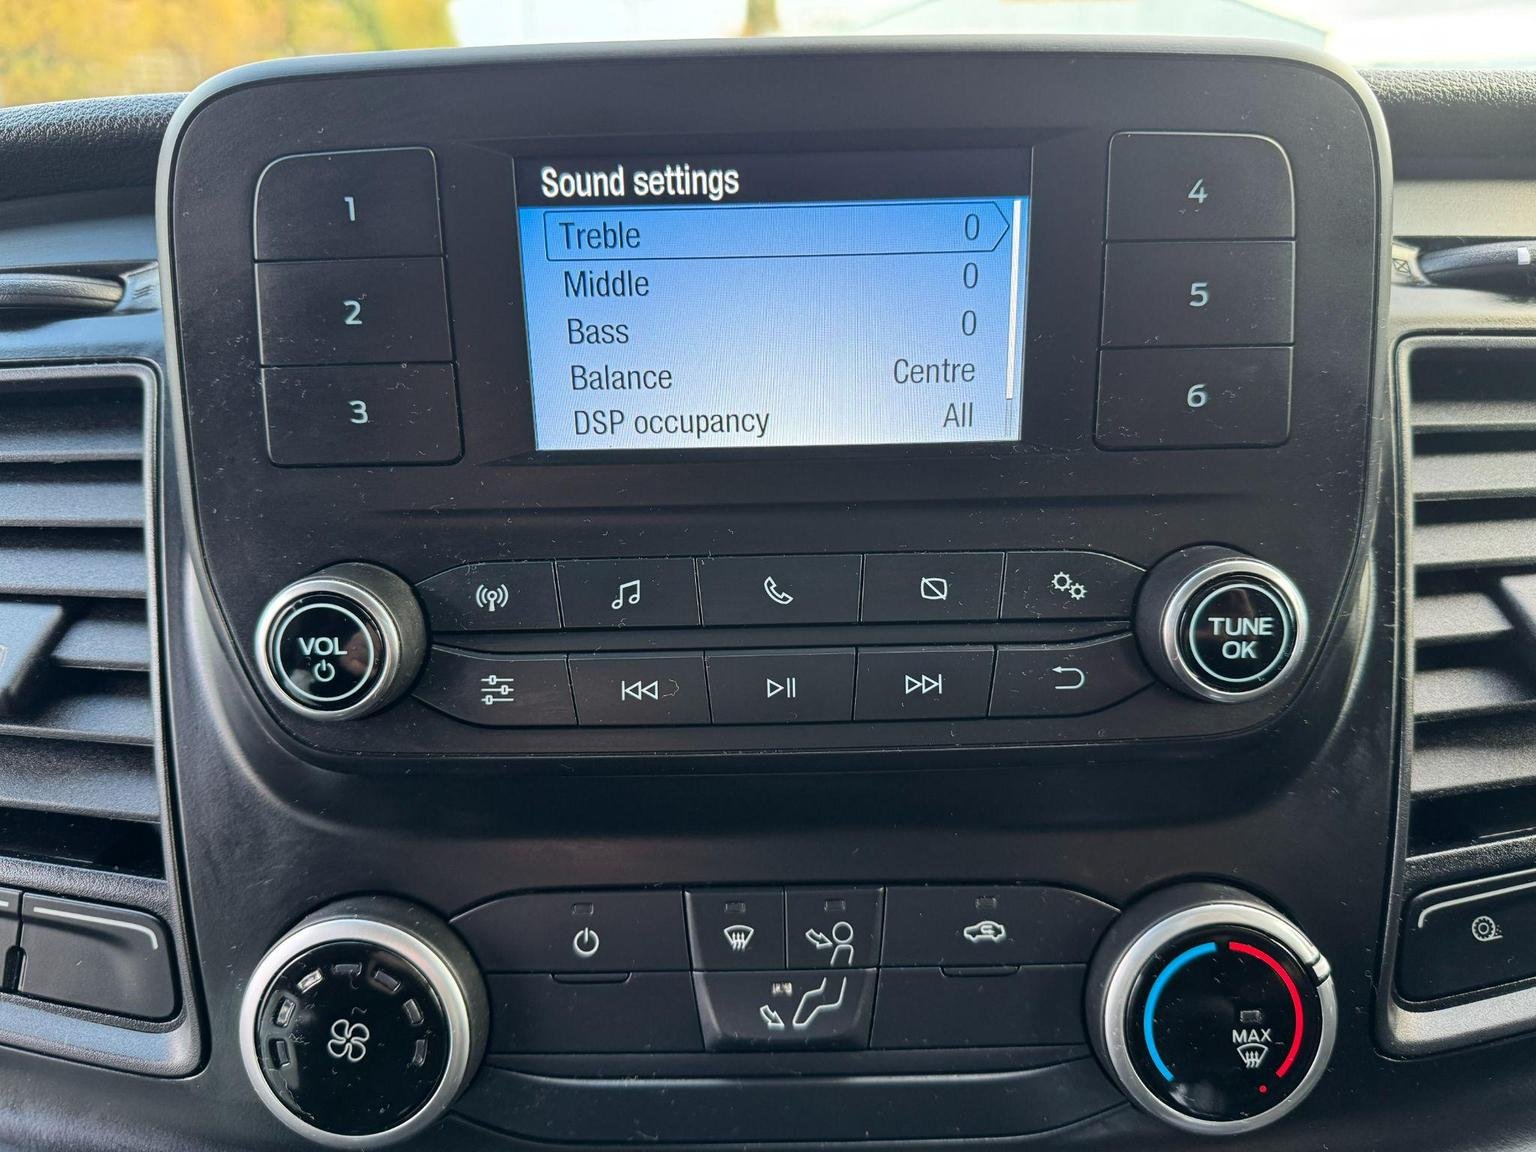 Sound settings
Treble 0
Middle 0
Bass 0
Balance Centre
DSP occupancy All
1
2
3
4
5
6
VOL
TUNE
OK
MAX